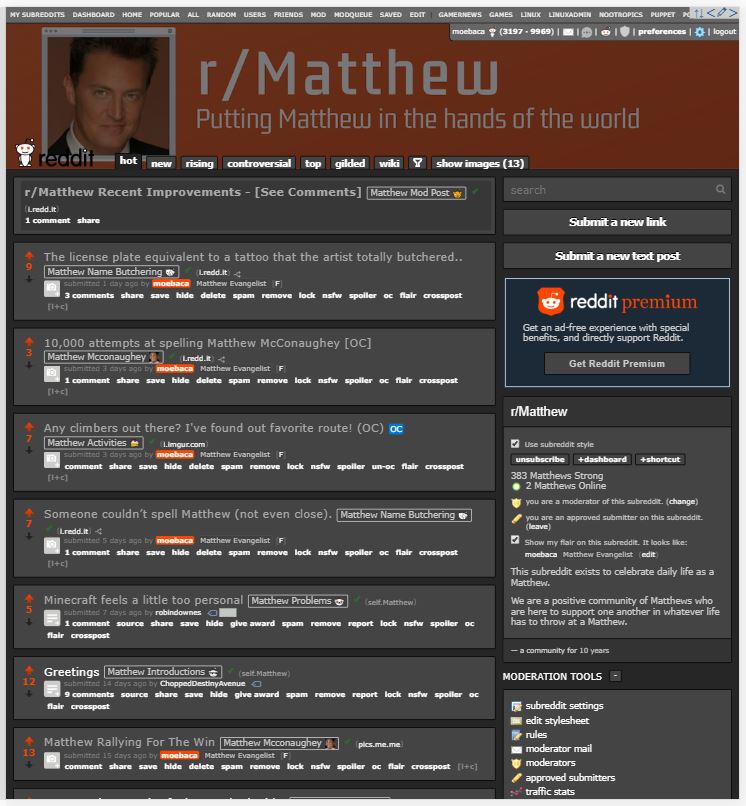 MY SUBREDDITS DASHBOARD HOME POPULAR ALL RANDOM USERS FRIENDS MOD MODQUEUE SAVED EDIT | GAMERNEWS GAMES LINUX LINUXADMIN NOOTROPICS PUPPET
moebaca (3197 · 9969) | | | | | preferences | | logout
r/Matthew
Putting Matthew in the hands of the world
reddit hot new rising controversial top gilded wiki show images (13)
r/Matthew Recent Improvements - [See Comments] Matthew Mod Post
(i.redd.it)
1 comment share
The license plate equivalent to a tattoo that the artist totally butchered..
9
Matthew Name Butchering (i.redd.it)
submitted 1 day ago by moebaca Matthew Evangelist [F]
3 comments share save hide delete spam remove lock nsfw spoiler oc flair crosspost
[l+c]
10,000 attempts at spelling Matthew McConaughey [OC]
3
Matthew Mcconaughey (i.redd.it)
submitted 3 days ago by moebaca Matthew Evangelist [F]
1 comment share save hide delete spam remove lock nsfw spoiler oc flair crosspost
[l+c]
Any climbers out there? I've found out favorite route! (OC) OC
7
Matthew Activities (i.imgur.com)
submitted 3 days ago by moebaca Matthew Evangelist [F]
comment share save hide delete spam remove lock nsfw spoiler un-oc flair crosspost
[l+c]
Someone couldn't spell Matthew (not even close). Matthew Name Butchering
7
(i.redd.it)
submitted 5 days ago by moebaca Matthew Evangelist [F]
1 comment share save hide delete spam remove lock nsfw spoiler oc flair crosspost
[l+c]
Minecraft feels a little too personal Matthew Problems (self.Matthew)
5
submitted 7 days ago by robindownes
1 comment source share save hide give award spam remove report lock nsfw spoiler oc
flair crosspost
Greetings Matthew Introductions (self.Matthew)
12
submitted 14 days ago by ChoppedDestinyAvenue
9 comments source share save hide give award spam remove report lock nsfw spoiler oc
flair crosspost
Matthew Rallying For The Win Matthew Mcconaughey (pics.me.me)
13
submitted 15 days ago by moebaca Matthew Evangelist [F]
comment share save hide delete spam remove lock nsfw spoiler oc flair crosspost [l+c]
search
Submit a new link
Submit a new text post
reddit premium
Get an ad-free experience with special
benefits, and directly support Reddit.
Get Reddit Premium
r/Matthew
Use subreddit style
unsubscribe +dashboard +shortcut
383 Matthews Strong
2 Matthews Online
you are a moderator of this subreddit. (change)
you are an approved submitter on this subreddit.
(leave)
Show my flair on this subreddit. It looks like:
moebaca Matthew Evangelist (edit)
This subreddit exists to celebrate daily life as a
Matthew.
We are a positive community of Matthews who
are here to support one another in whatever life
has to throw at a Matthew.
— a community for 10 years
MODERATION TOOLS -
subreddit settings
edit stylesheet
rules
moderator mail
moderators
approved submitters
traffic stats